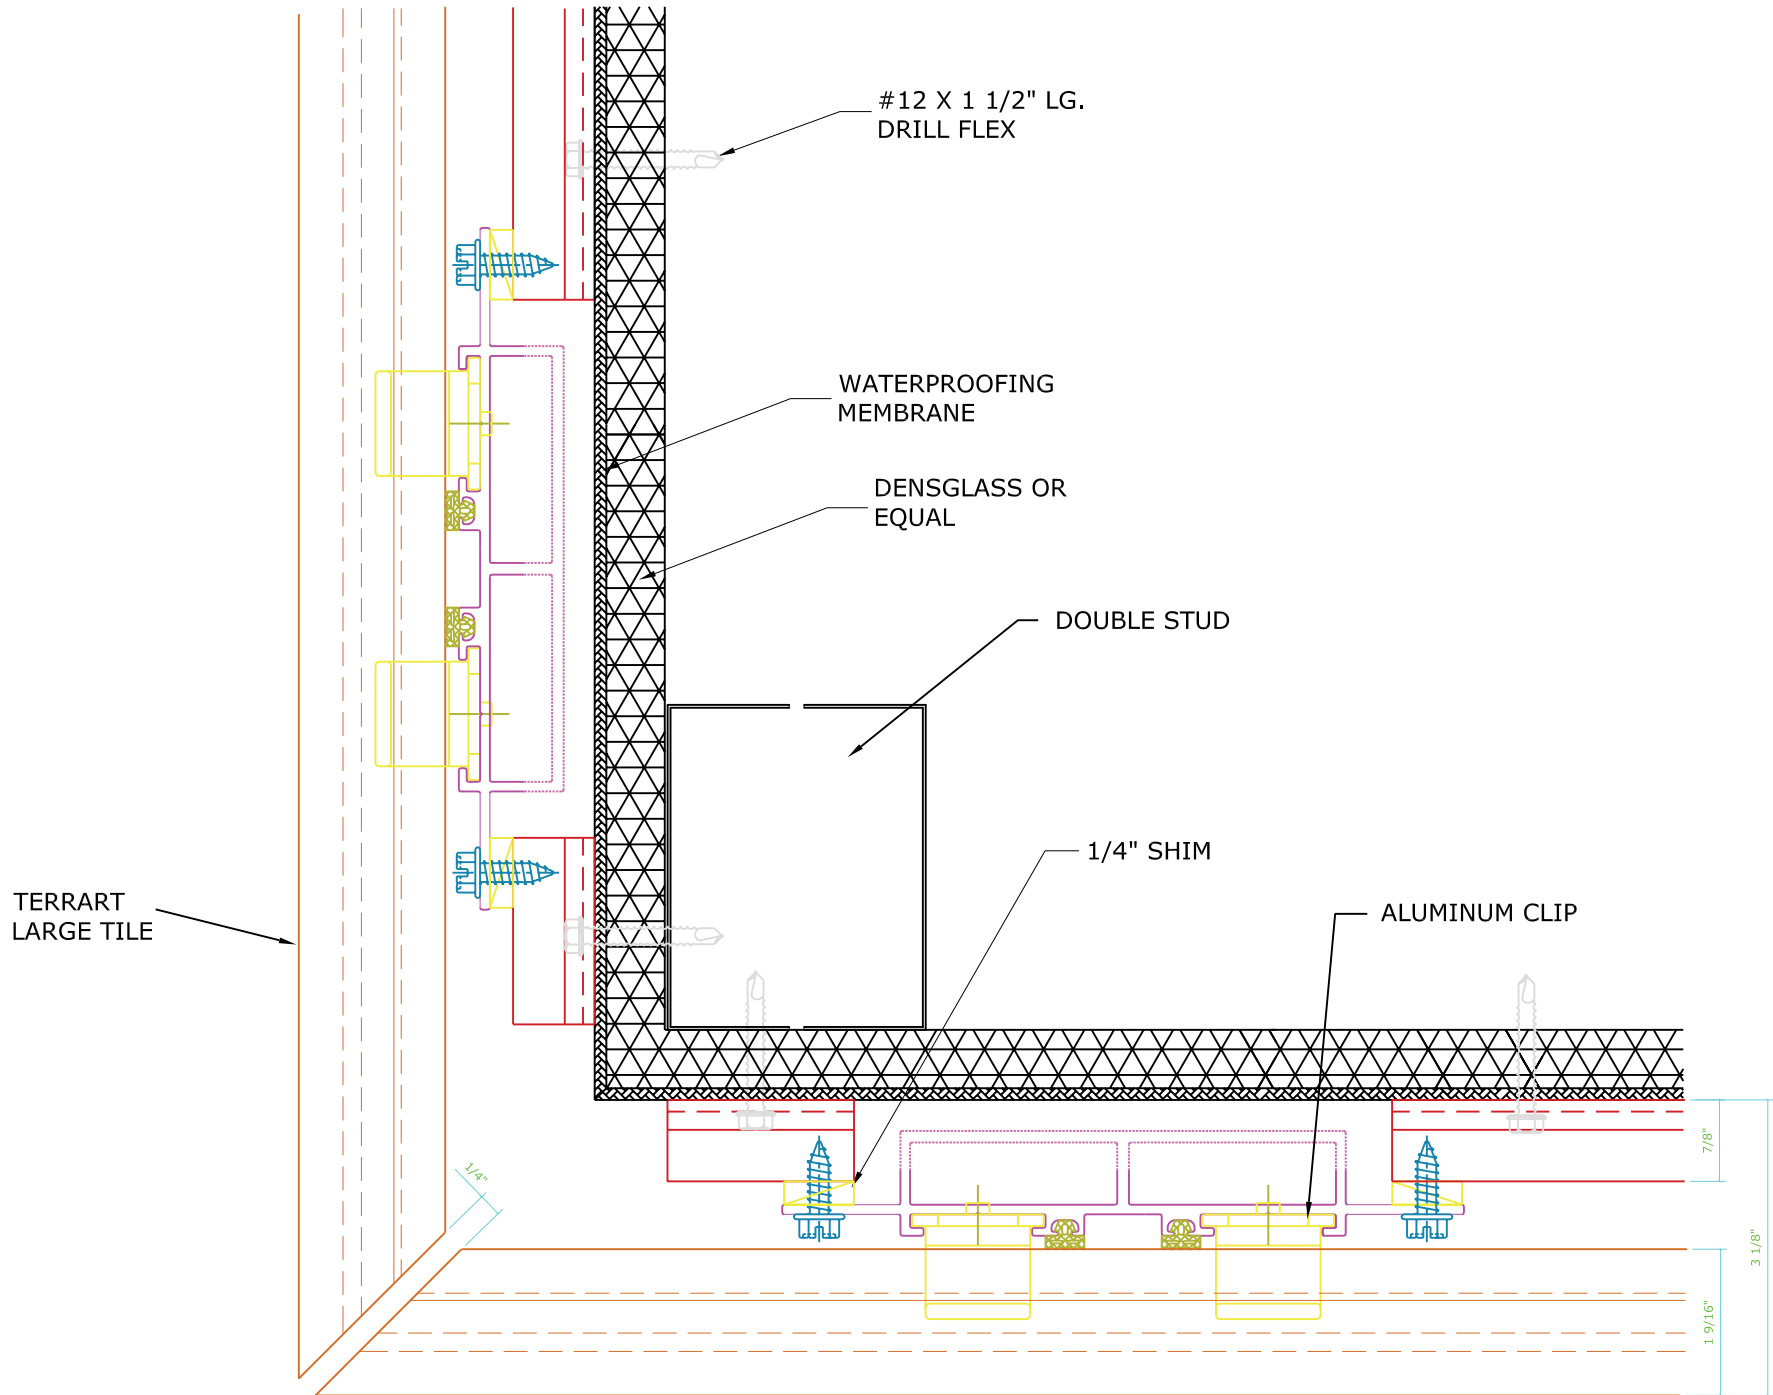 #12 X 1 1/2" LG.
DRILL FLEX
WATERPROOFING
MEMBRANE
DENSGLASS OR
EQUAL
DOUBLE STUD
1/4" SHIM
TERRART
LARGE TILE
ALUMINUM CLIP
7/8"
1/4"
3 1/8"
1 9/16"